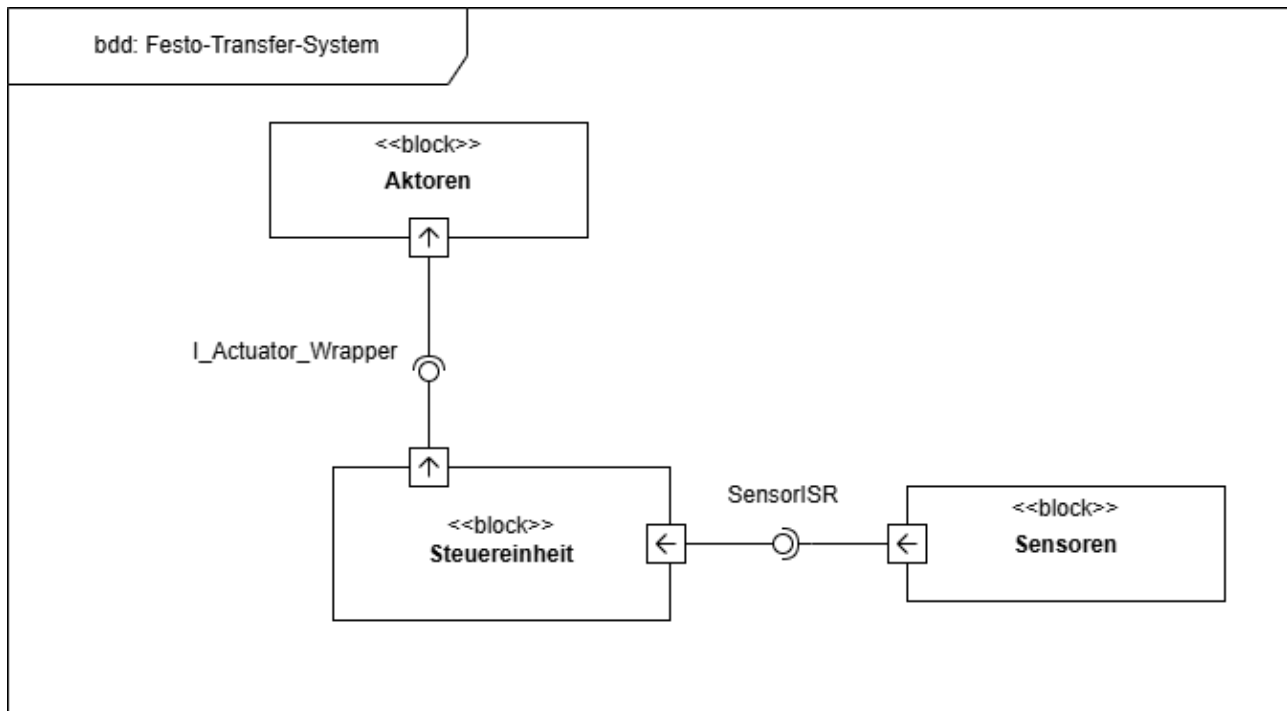 bdd: Festo-Transfer-System
<<block>>
Aktoren
I_Actuator_Wrapper
<<block>>
Steuereinheit
SensorISR
<<block>>
Sensoren